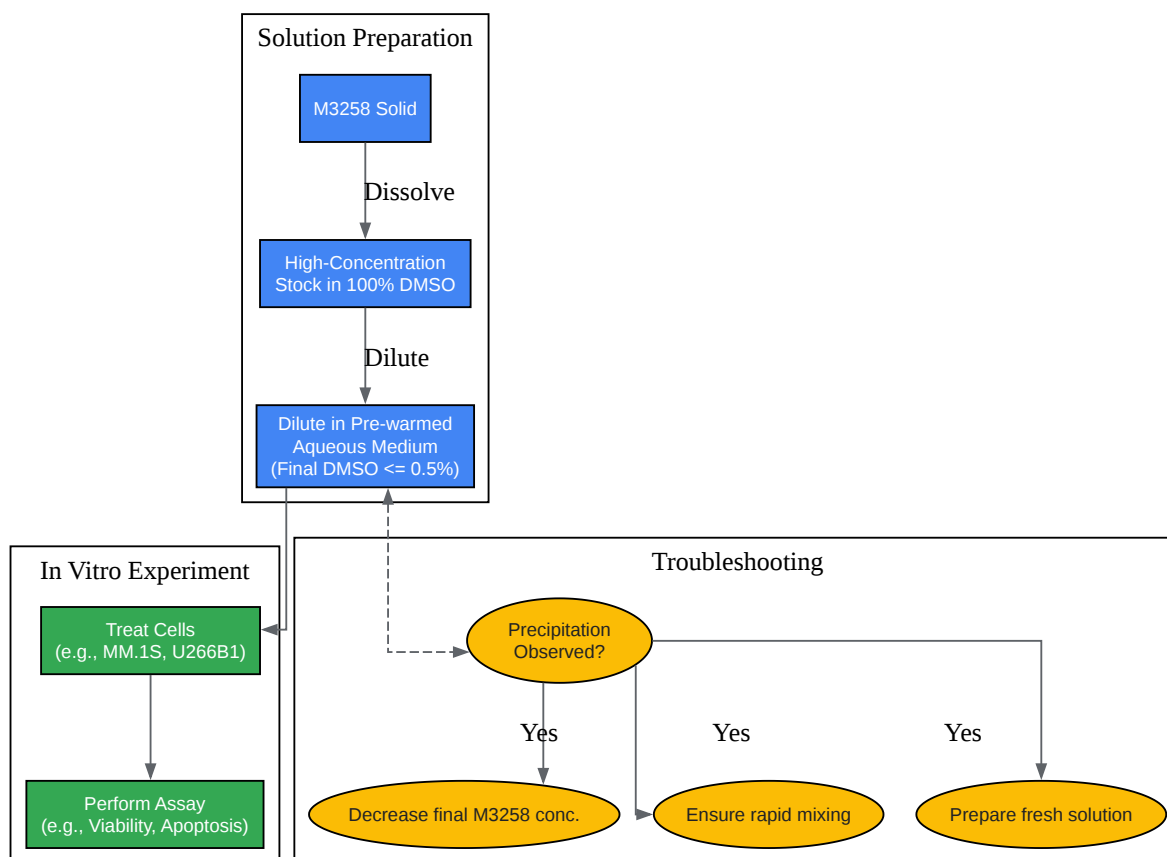 Solution Preparation
M3258 Solid
Dissolve
High-Concentration
Stock in 100% DMSO
Dilute
Dilute in Pre-warmed
Aqueous Medium
(Final DMSO <= 0.5%)
In Vitro Experiment
Treat Cells
(e.g., MM.1S, U266B1)
Perform Assay
(e.g., Viability, Apoptosis)
Troubleshooting
Precipitation
Observed?
Yes
Yes
Yes
Decrease final M3258 conc.
Ensure rapid mixing
Prepare fresh solution